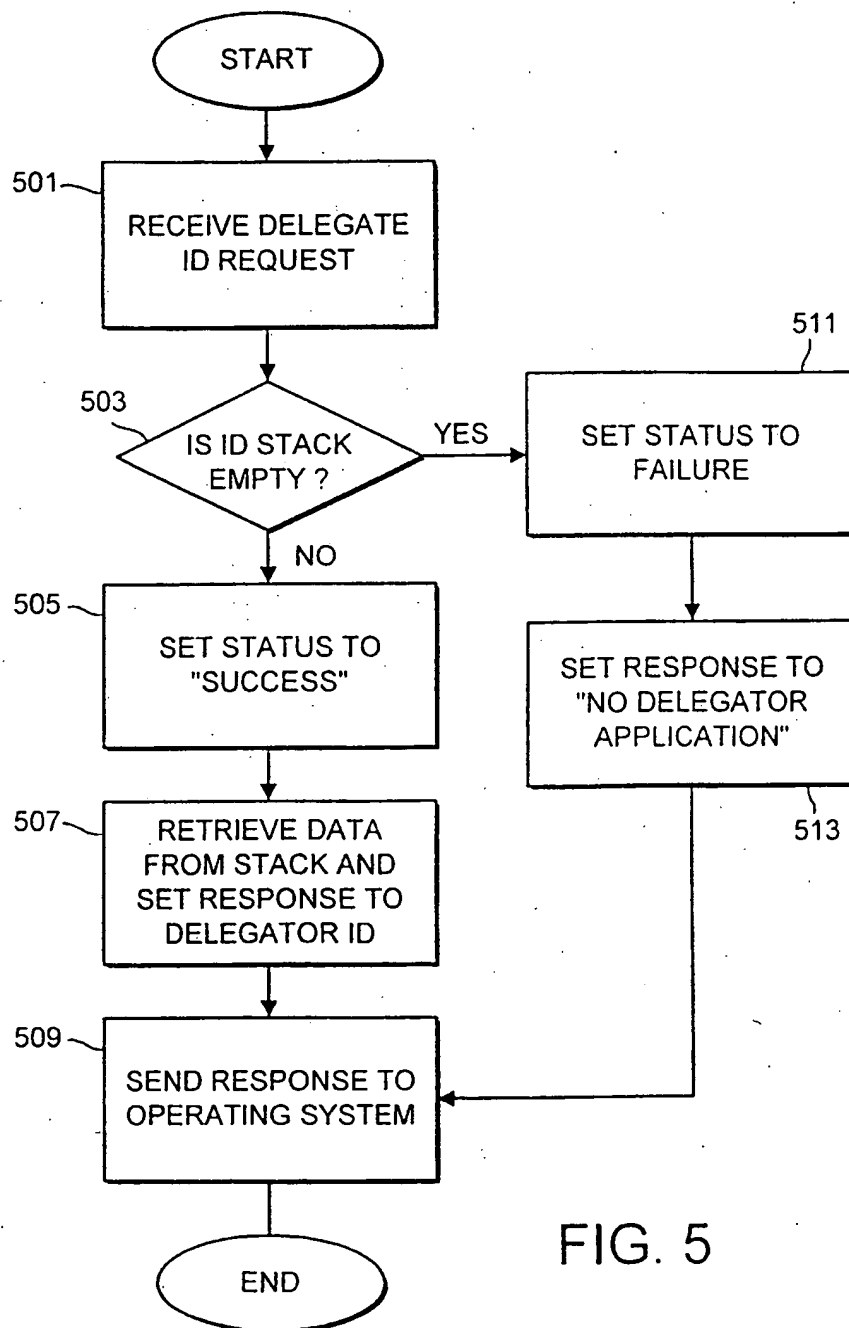 START
501
RECEIVE DELEGATE
ID REQUEST
503
IS ID STACK
EMPTY ?
YES
511
SET STATUS TO
FAILURE
NO
505
SET STATUS TO
"SUCCESS"
SET RESPONSE TO
"NO DELEGATOR
APPLICATION"
513
507
RETRIEVE DATA
FROM STACK AND
SET RESPONSE TO
DELEGATOR ID
509
SEND RESPONSE TO
OPERATING SYSTEM
END
FIG. 5